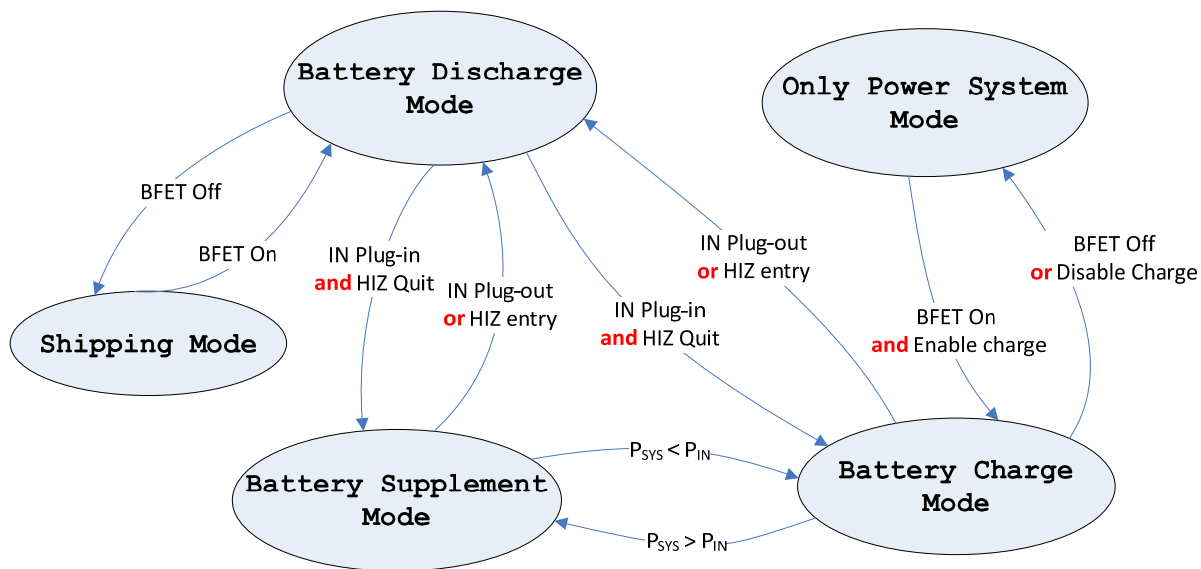 Battery Discharge
Mode
Only Power System
Mode
BFET Off
BFET On
IN Plug-in
and HIZ Quit
IN Plug-out
or HIZ entry
IN Plug-in
and HIZ Quit
IN Plug-out
or HIZ entry
BFET On
and Enable charge
BFET Off
or Disable Charge
Shipping Mode
Battery Supplement
Mode
PSYS < PIN
PSYS > PIN
Battery Charge
Mode